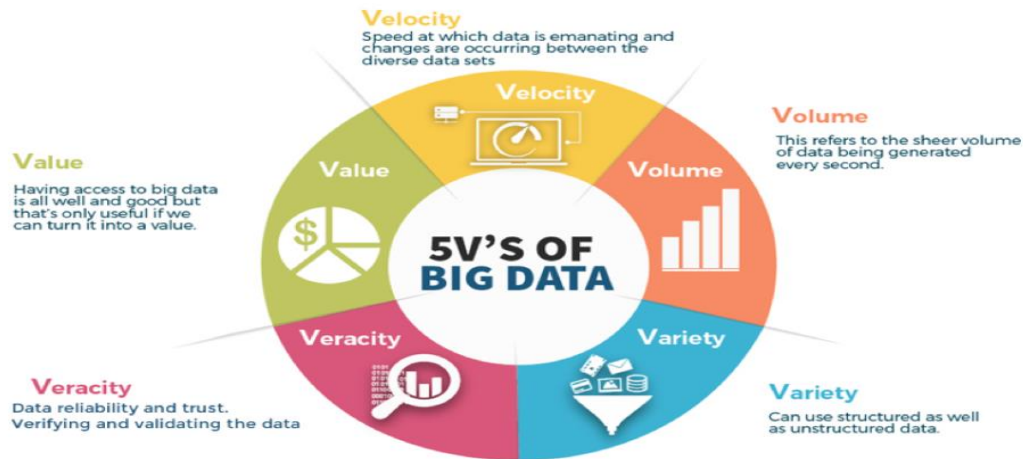 Velocity
Speed at which data is emanating and
changes are occurring between the
diverse data sets
Velocity
Volume
This refers to the sheer volume
of data being generated
every second.
Value
Having access to big data
is all well and good but
that's only useful if we
can turn it into a value.
Value
$
Volume
5V'S OF
BIG DATA
Veracity
Variety
Veracity
Data reliability and trust.
Verifying and validating the data
Variety
Can use structured as well
as unstructured data.